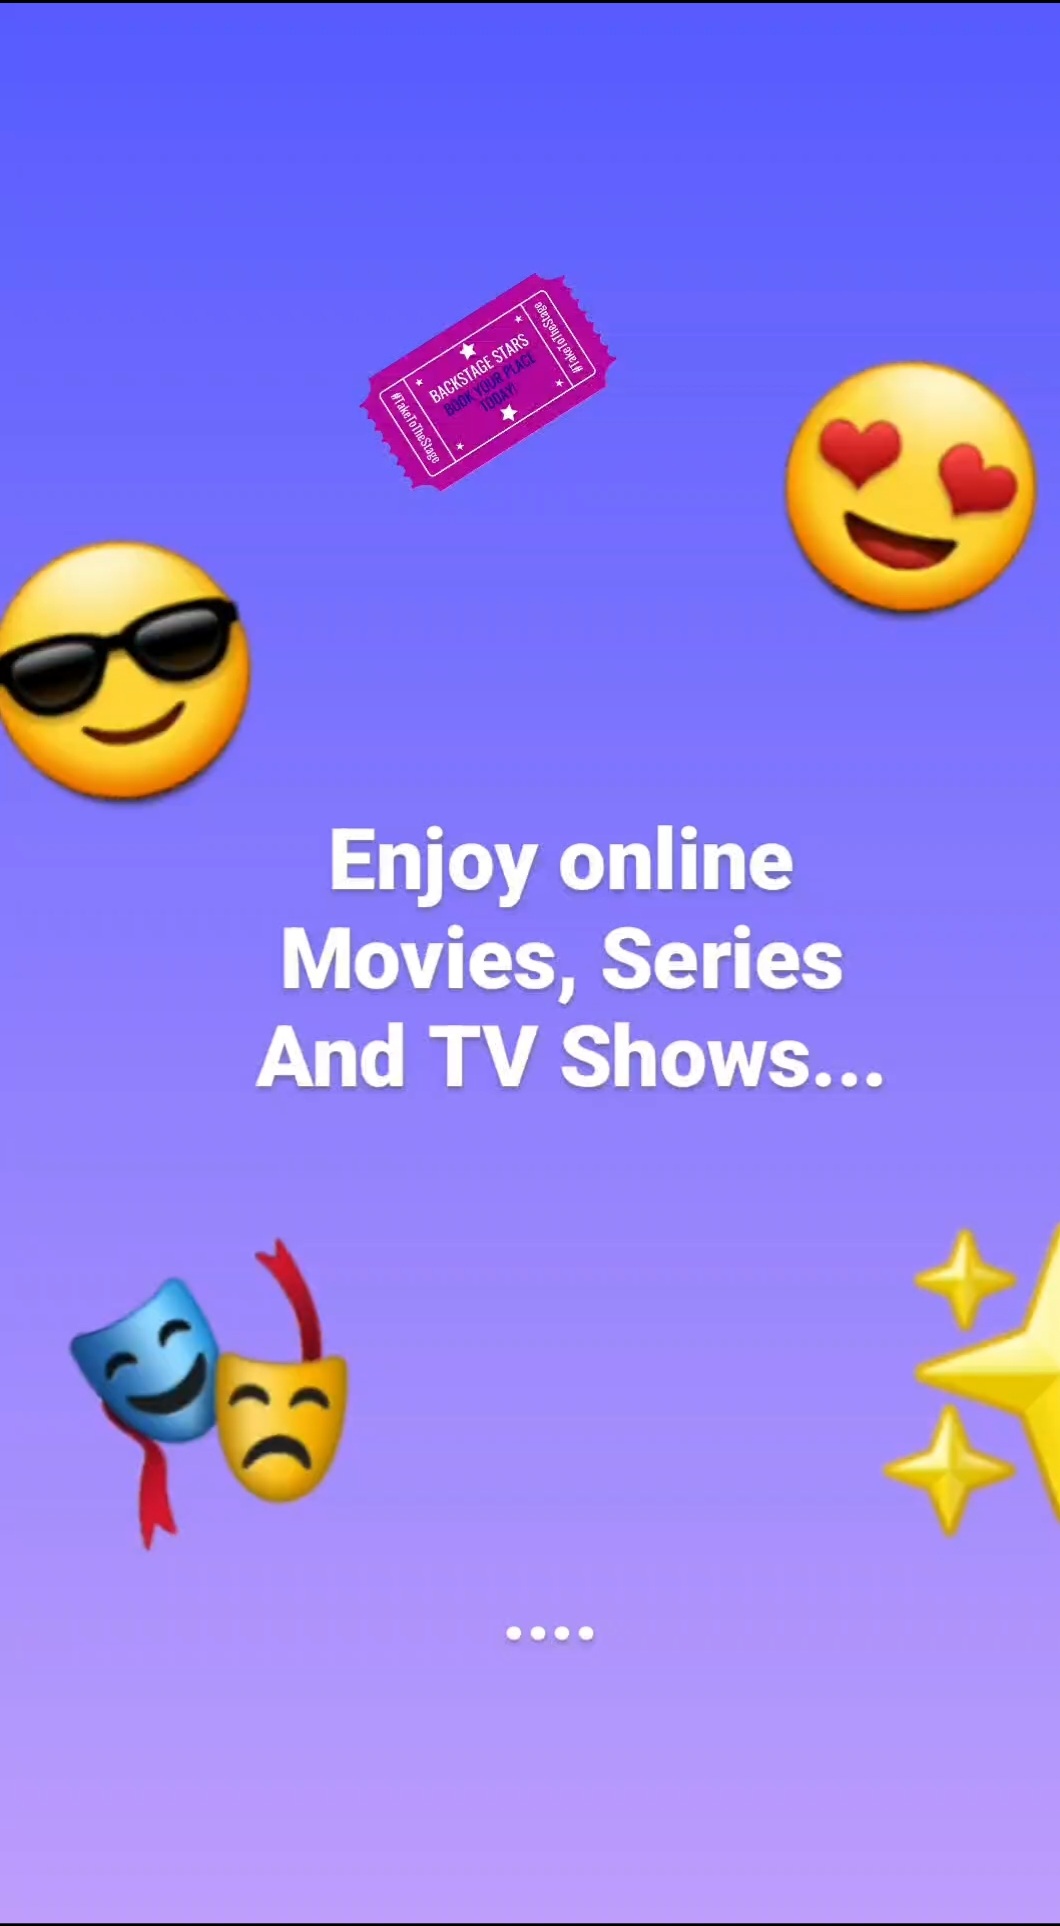 #TakeToTheStage
BACKSTAGE STARS
BOOK YOUR PLACE
TODAY!
#TakeToTheStage
Enjoy online
Movies, Series
And TV Shows...
....